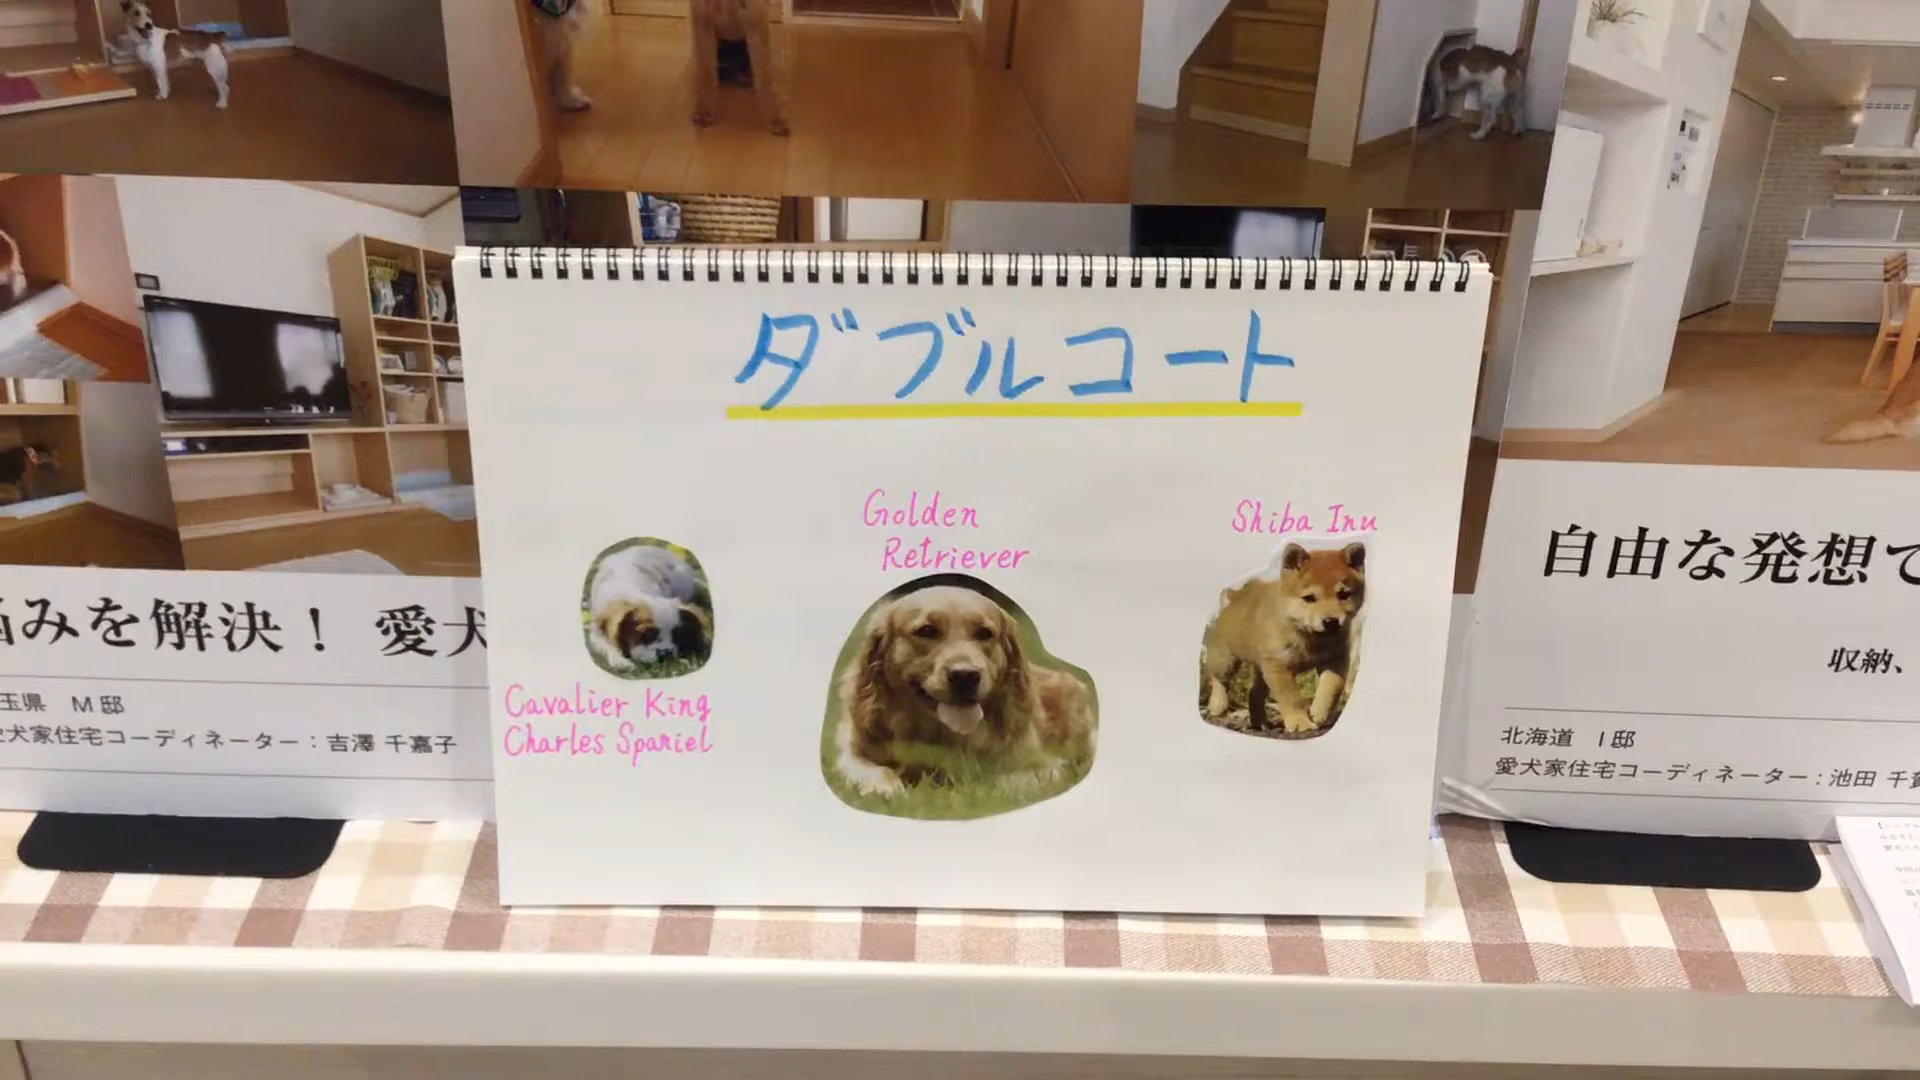 ダブルコート
Golden
Retriever
Shiba Inu
Cavalier King
Charles Spaniel
みを解決！ 愛犬
玉県 M邸
愛犬家住宅コーディネーター：吉澤 千嘉子
自由な発想で
収納、
北海道 I邸
愛犬家住宅コーディネーター：池田 千賀